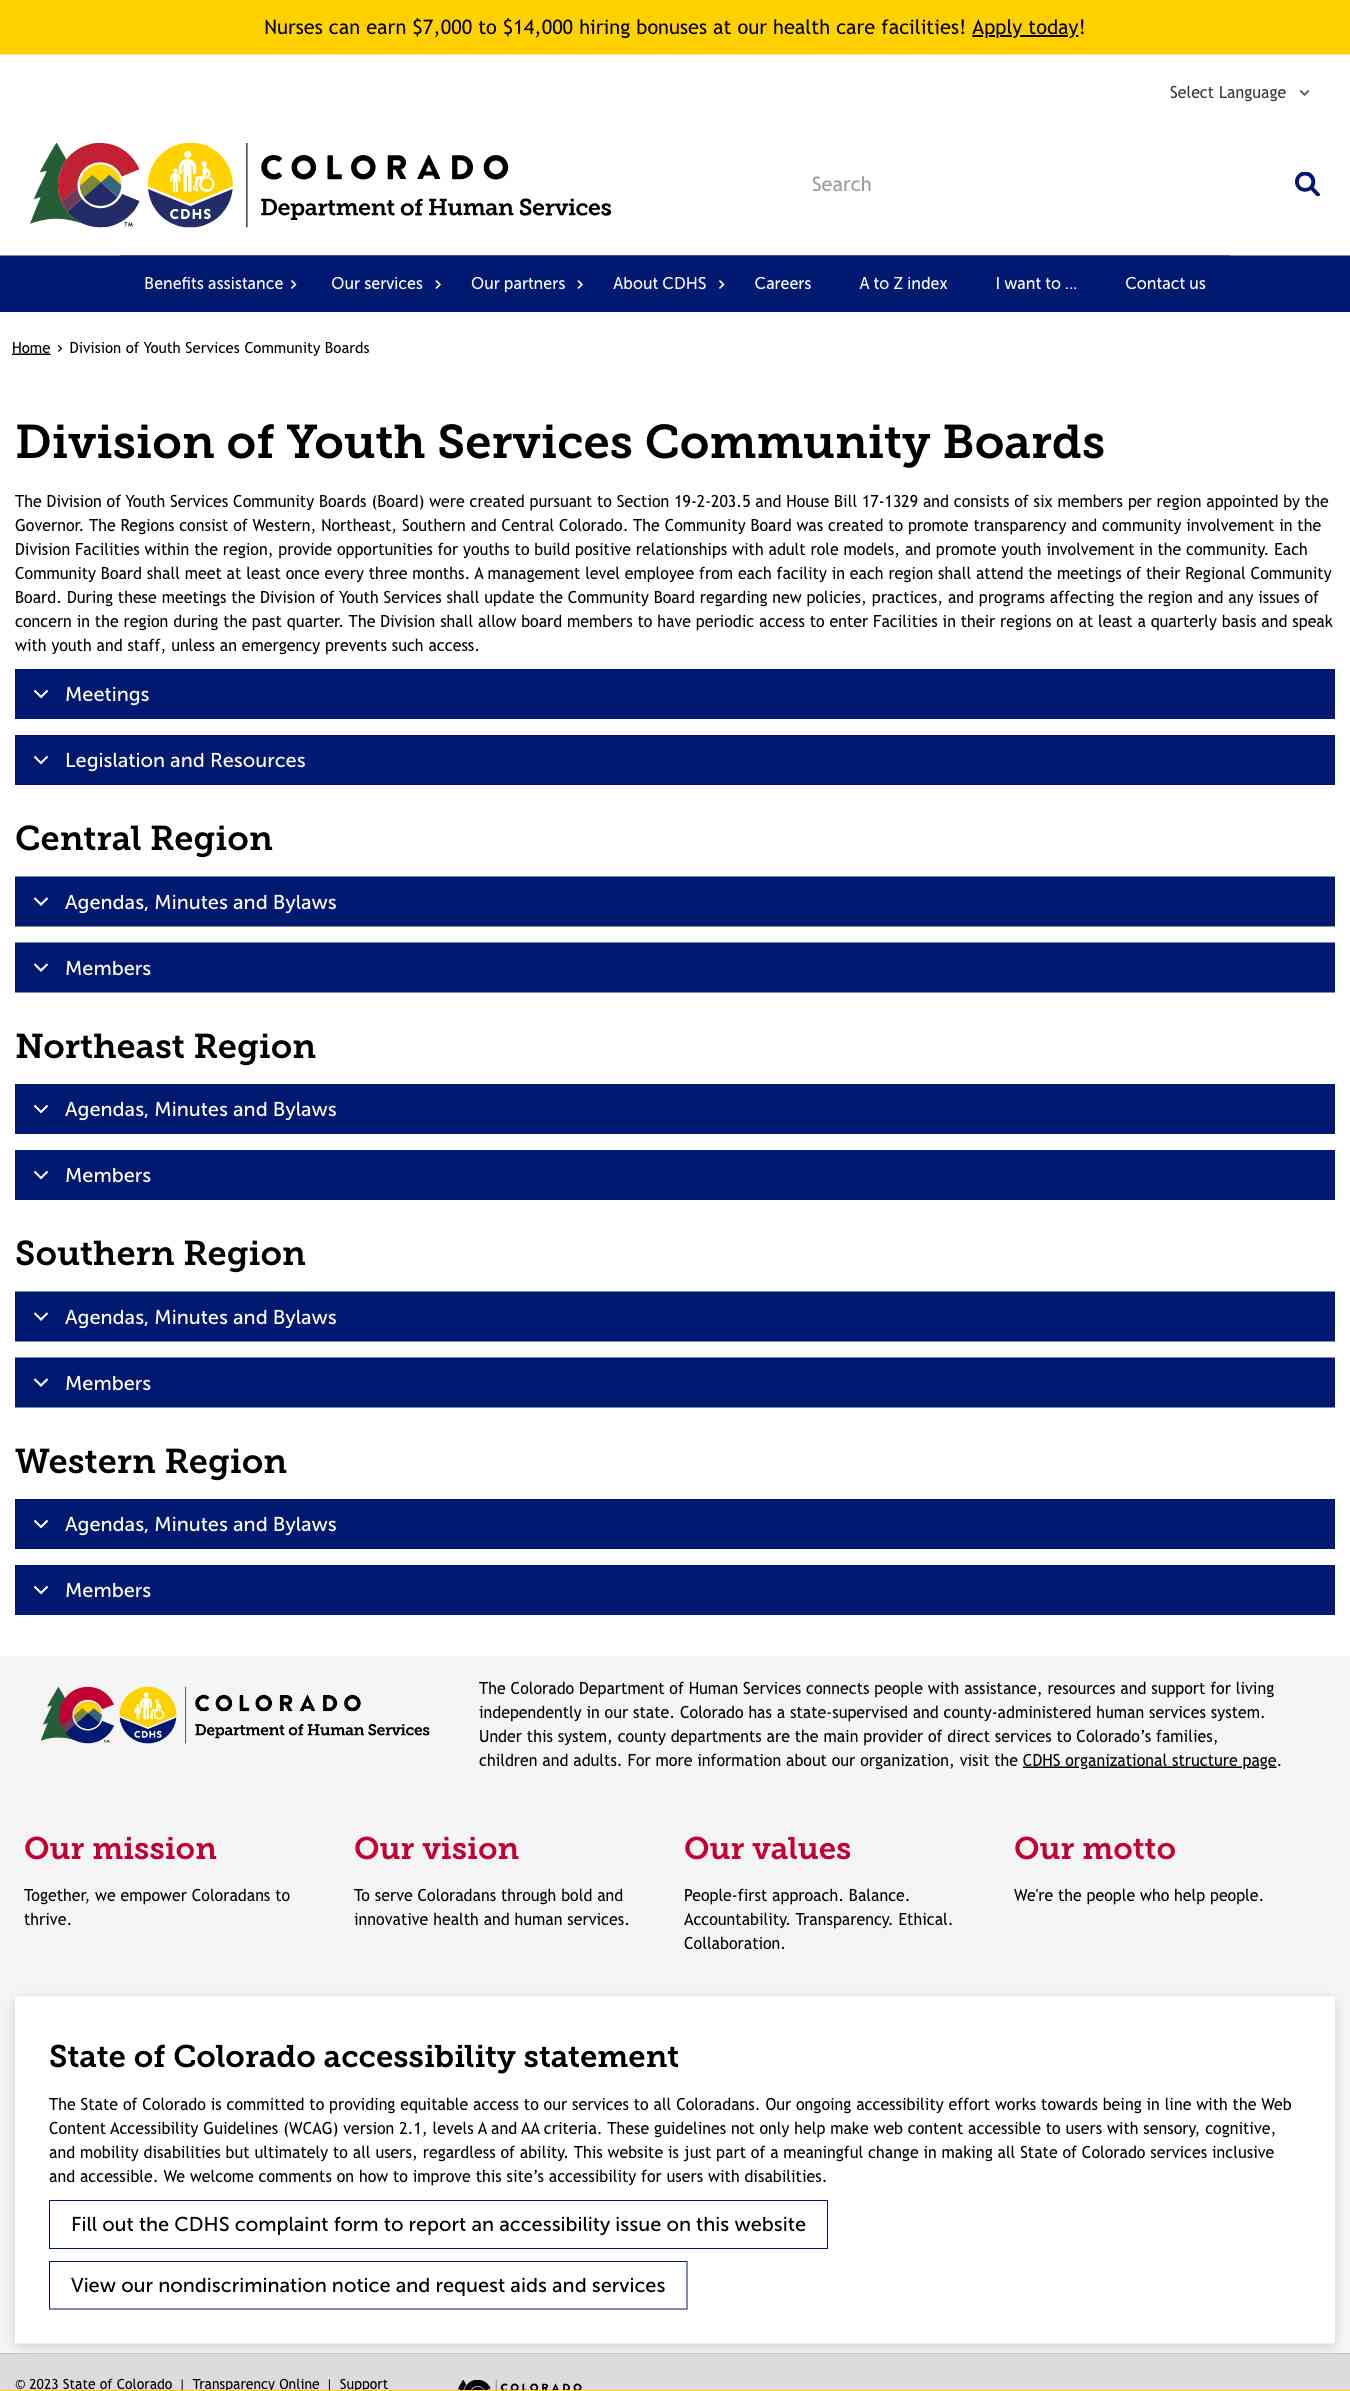 Nurses can earn $7,000 to $14,000 hiring bonuses at our health care facilities! Apply today!
Select Language
CDHS
TM
COLORADO
Department of Human Services
Search
Benefits assistance
Our services
Our partners
About CDHS
Careers
A to Z index
I want to ...
Contact us
Home › Division of Youth Services Community Boards
Division of Youth Services Community Boards
The Division of Youth Services Community Boards (Board) were created pursuant to Section 19-2-203.5 and House Bill 17-1329 and consists of six members per region appointed by the
Governor. The Regions consist of Western, Northeast, Southern and Central Colorado. The Community Board was created to promote transparency and community involvement in the
Division Facilities within the region, provide opportunities for youths to build positive relationships with adult role models, and promote youth involvement in the community. Each
Community Board shall meet at least once every three months. A management level employee from each facility in each region shall attend the meetings of their Regional Community
Board. During these meetings the Division of Youth Services shall update the Community Board regarding new policies, practices, and programs affecting the region and any issues of
concern in the region during the past quarter. The Division shall allow board members to have periodic access to enter Facilities in their regions on at least a quarterly basis and speak
with youth and staff, unless an emergency prevents such access.
Meetings
Legislation and Resources
Central Region
Agendas, Minutes and Bylaws
Members
Northeast Region
Agendas, Minutes and Bylaws
Members
Southern Region
Agendas, Minutes and Bylaws
Members
Western Region
Agendas, Minutes and Bylaws
Members
CDHS
TM
COLORADO
Department of Human Services
The Colorado Department of Human Services connects people with assistance, resources and support for living
independently in our state. Colorado has a state-supervised and county-administered human services system.
Under this system, county departments are the main provider of direct services to Colorado’s families,
children and adults. For more information about our organization, visit the CDHS organizational structure page.
Our mission
Together, we empower Coloradans to
thrive.
Our vision
To serve Coloradans through bold and
innovative health and human services.
Our values
People-first approach. Balance.
Accountability. Transparency. Ethical.
Collaboration.
Our motto
We're the people who help people.
State of Colorado accessibility statement
The State of Colorado is committed to providing equitable access to our services to all Coloradans. Our ongoing accessibility effort works towards being in line with the Web
Content Accessibility Guidelines (WCAG) version 2.1, levels A and AA criteria. These guidelines not only help make web content accessible to users with sensory, cognitive,
and mobility disabilities but ultimately to all users, regardless of ability. This website is just part of a meaningful change in making all State of Colorado services inclusive
and accessible. We welcome comments on how to improve this site’s accessibility for users with disabilities.
Fill out the CDHS complaint form to report an accessibility issue on this website
View our nondiscrimination notice and request aids and services
© 2023 State of Colorado | Transparency Online | Support
COLORADO